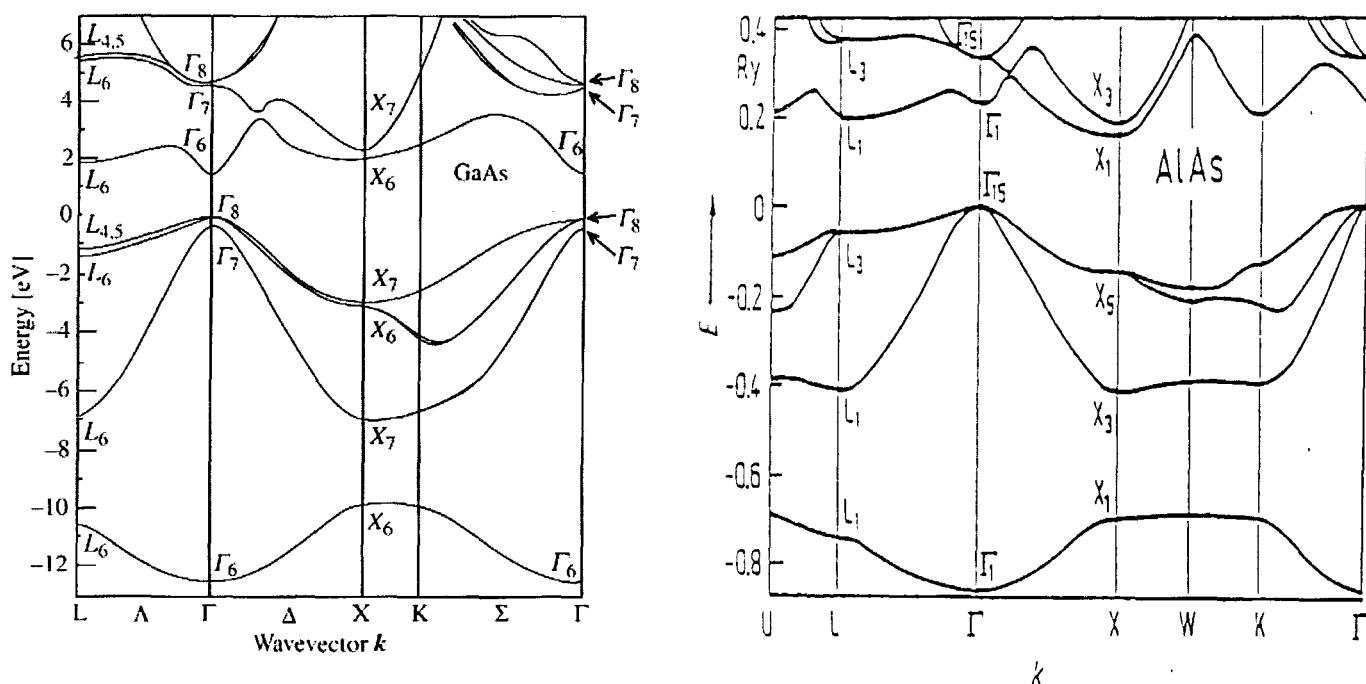 6
4
2
0
−2
−4
−6
−8
−10
−12
Energy [eV]
L4,5
L6
L6
L4,5
L6
L6
L6
Γ8
Γ7
Γ6
Γ8
Γ7
Γ6
X7
X6
X7
X6
X7
X6
GaAs
Γ8
Γ7
Γ6
Γ8
Γ7
Γ6
L Λ Γ Δ X K Σ Γ
Wavevector k
0.4
Ry
0.2
0
-0.2
-0.4
-0.6
-0.8
E
L3
L1
L3
L1
L1
Γ15
Γ1
Γ15
Γ1
X3
X1
X5
X3
X1
AlAs
U L Γ X W K Γ
k